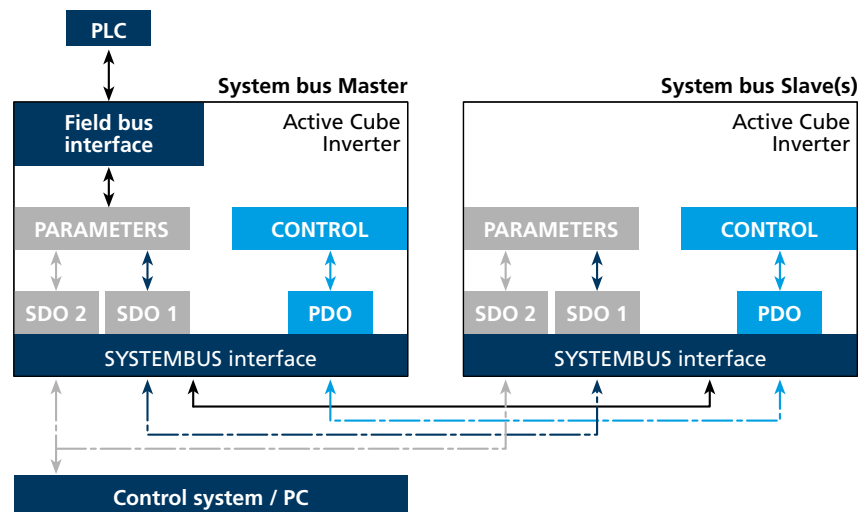 PLC
System bus Master
Field bus
interface
Active Cube
Inverter
PARAMETERS
CONTROL
SDO 2
SDO 1
PDO
SYSTEMBUS interface
System bus Slave(s)
Active Cube
Inverter
PARAMETERS
CONTROL
SDO 2
SDO 1
PDO
SYSTEMBUS interface
Control system / PC